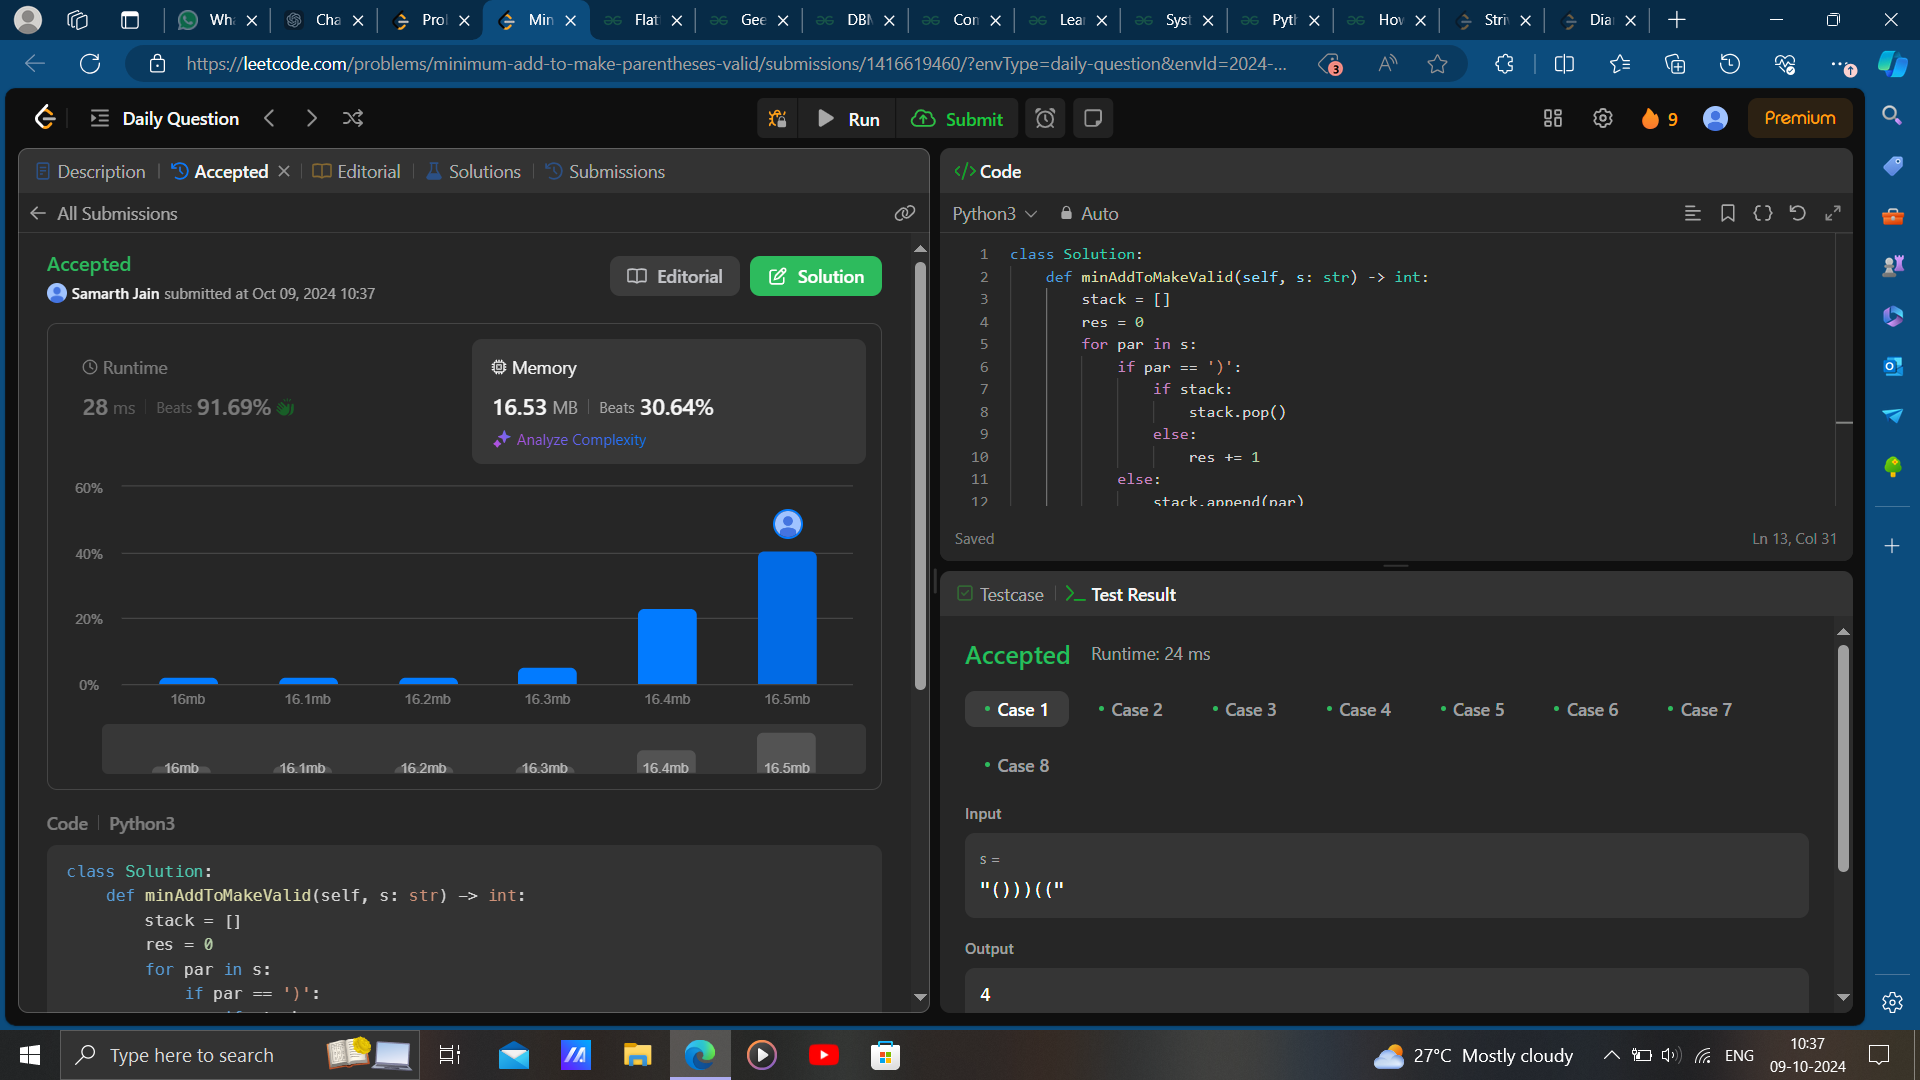 Wha
Cha
Prol
Min
Flat
Gee
DBM
Con
Lear
Syst
Pyth
How
Striv
Dia
https://leetcode.com/problems/minimum-add-to-make-parentheses-valid/submissions/1416619460/?envType=daily-question&envId=2024-...
3
Daily Question
Run
Submit
9
Premium
Description
Accepted
Editorial
Solutions
Submissions
All Submissions
Accepted
Samarth Jain submitted at Oct 09, 2024 10:37
Editorial
Solution
Runtime
28 ms
Beats 91.69%
Memory
16.53 MB
Beats 30.64%
Analyze Complexity
60%
40%
20%
0%
16mb
16.1mb
16.2mb
16.3mb
16.4mb
16.5mb
16mb
16.1mb
16.2mb
16.3mb
16.4mb
16.5mb
Code
Python3
class Solution:
def minAddToMakeValid(self, s: str) -> int:
stack = []
res = 0
for par in s:
if par == ')':
</> Code
Python3
Auto
1 class Solution:
2 def minAddToMakeValid(self, s: str) -> int:
3 stack = []
4 res = 0
5 for par in s:
6 if par == ')':
7 if stack:
8 stack.pop()
9 else:
10 res += 1
11 else:
12 stack.append(par)
Saved
Ln 13, Col 31
Testcase
Test Result
Accepted
Runtime: 24 ms
Case 1
Case 2
Case 3
Case 4
Case 5
Case 6
Case 7
Case 8
Input
s =
"()))(("
Output
4
Type here to search
27°C Mostly cloudy
ENG
10:37
09-10-2024